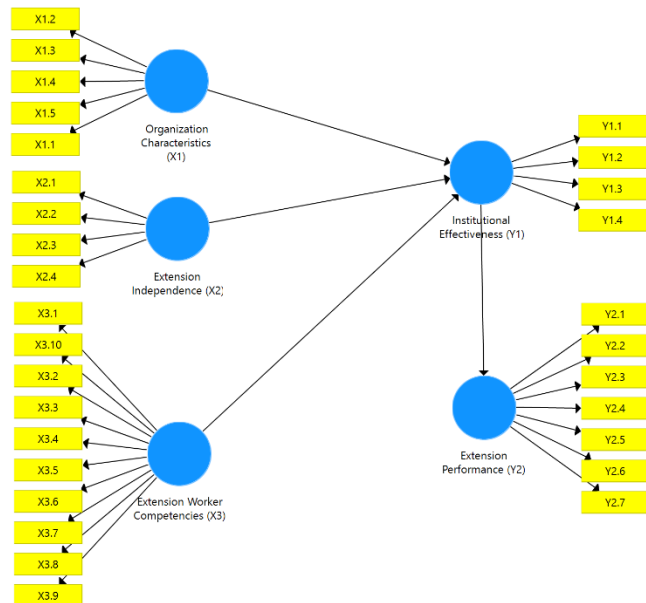 X1.2
X1.3
X1.4
X1.5
X1.1
Organization
Characteristics
(X1)
X2.1
X2.2
X2.3
X2.4
Extension
Independence (X2)
X3.1
X3.10
X3.2
X3.3
X3.4
X3.5
X3.6
X3.7
X3.8
X3.9
Extension Worker
Competencies (X3)
Y1.1
Y1.2
Y1.3
Y1.4
Institutional
Effectiveness (Y1)
Y2.1
Y2.2
Y2.3
Y2.4
Y2.5
Y2.6
Y2.7
Extension
Performance (Y2)